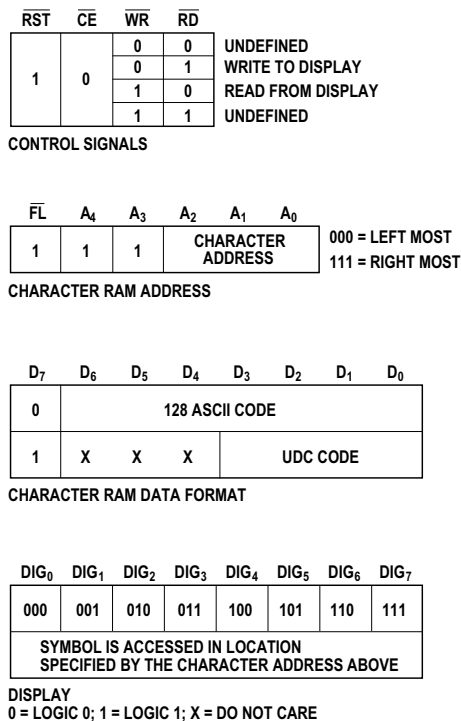 RST CE WR RD
1 0 0 0 UNDEFINED
0 1 WRITE TO DISPLAY
1 0 READ FROM DISPLAY
1 1 UNDEFINED
CONTROL SIGNALS
FL A4 A3 A2 A1 A0
1 1 1 CHARACTER ADDRESS 000 = LEFT MOST
111 = RIGHT MOST
CHARACTER RAM ADDRESS
D7 D6 D5 D4 D3 D2 D1 D0
0 128 ASCII CODE
1 X X X UDC CODE
CHARACTER RAM DATA FORMAT
DIG0 DIG1 DIG2 DIG3 DIG4 DIG5 DIG6 DIG7
000 001 010 011 100 101 110 111
SYMBOL IS ACCESSED IN LOCATION
SPECIFIED BY THE CHARACTER ADDRESS ABOVE
DISPLAY
0 = LOGIC 0; 1 = LOGIC 1; X = DO NOT CARE